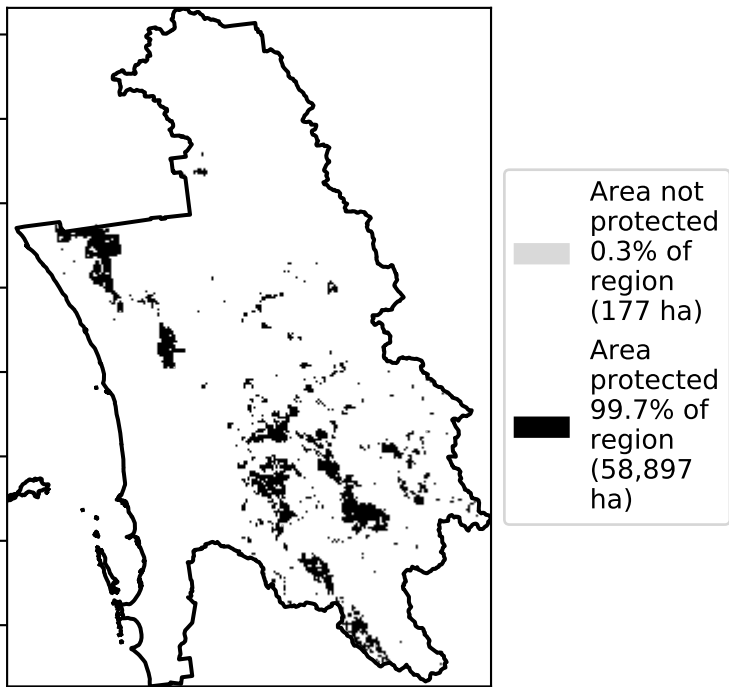 Area not
protected
0.3% of
region
(177 ha)
Area
protected
99.7% of
region
(58,897
ha)